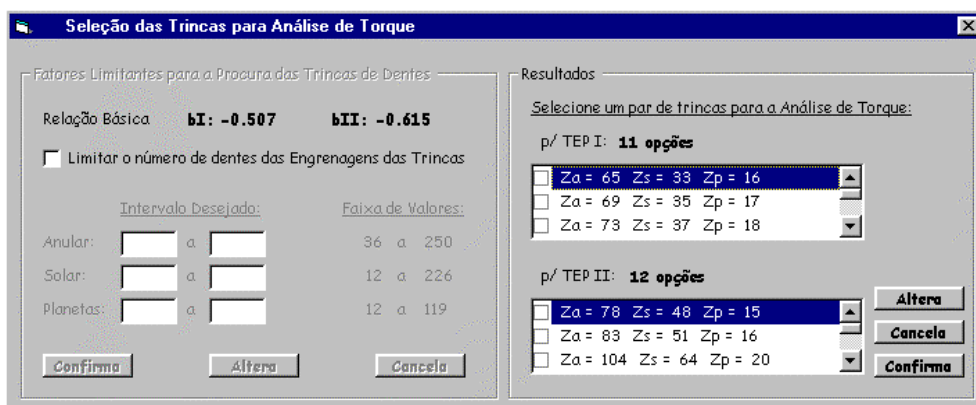 Seleção das Trincas para Análise de Torque
Fatores Limitantes para a Procura das Trincas de Dentes
Relação Básica bI: -0.507 bII: -0.615
Limitar o número de dentes das Engrenagens das Trincas
Intervalo Desejado: Faixa de Valores:
Anular: a 36 a 250
Solar: a 12 a 226
Planetas: a 12 a 119
Confirma Altera Cancela
Resultados
Selecione um par de trincas para a Análise de Torque:
p/ TEP I: 11 opções
Za = 65 Zs = 33 Zp = 16
Za = 69 Zs = 35 Zp = 17
Za = 73 Zs = 37 Zp = 18
p/ TEP II: 12 opções
Za = 78 Zs = 48 Zp = 15
Za = 83 Zs = 51 Zp = 16
Za = 104 Zs = 64 Zp = 20
Altera
Cancela
Confirma